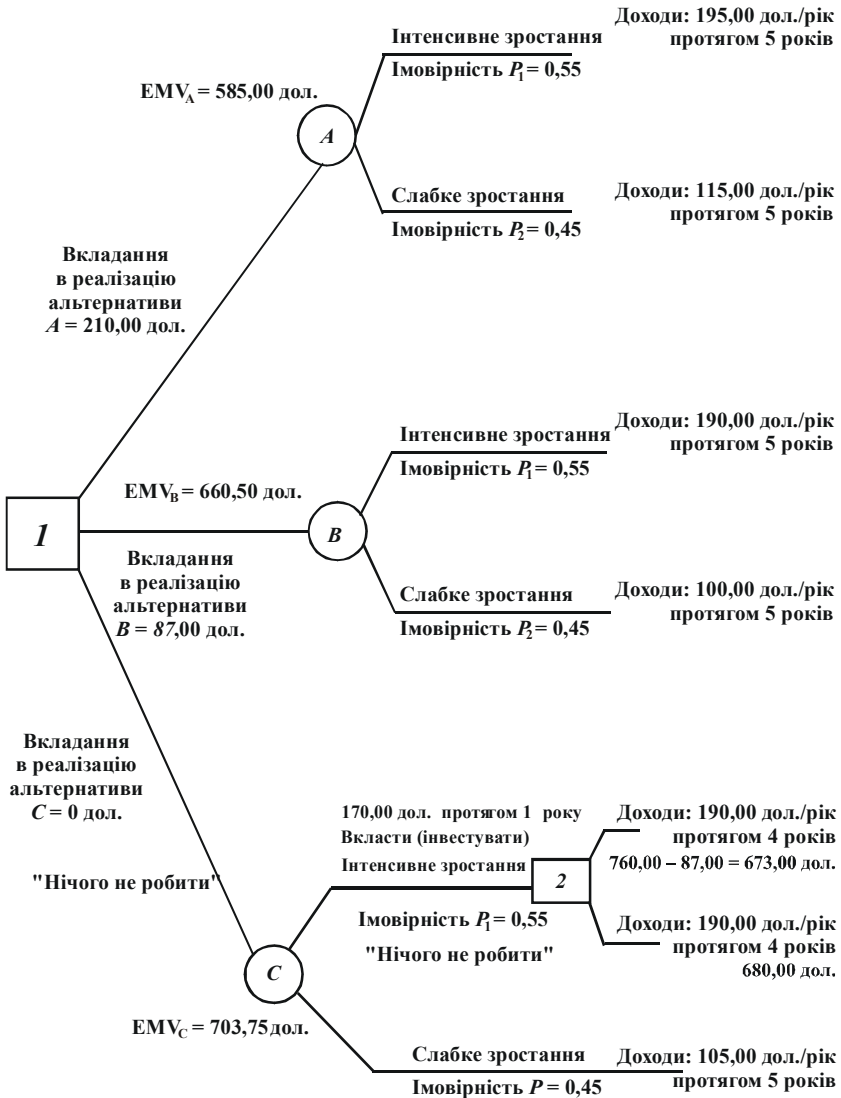 Доходи: 195,00 дол./рік
протягом 5 років
Інтенсивне зростання
Імовірність P₁ = 0,55
EMV_A = 585,00 дол.
A
Слабке зростання
Імовірність P₂ = 0,45
Доходи: 115,00 дол./рік
протягом 5 років
Вкладання
в реалізацію
альтернативи
A = 210,00 дол.
Доходи: 190,00 дол./рік
протягом 5 років
Інтенсивне зростання
Імовірність P₁ = 0,55
EMV_B = 660,50 дол.
1
B
Вкладання
в реалізацію
альтернативи
B = 87,00 дол.
Слабке зростання
Імовірність P₂ = 0,45
Доходи: 100,00 дол./рік
протягом 5 років
Вкладання
в реалізацію
альтернативи
C = 0 дол.
"Нічого не робити"
170,00 дол. протягом 1 року
Вкласти (інвестувати)
Інтенсивне зростання
2
Доходи: 190,00 дол./рік
протягом 4 років
760,00 – 87,00 = 673,00 дол.
Імовірність P₁ = 0,55
"Нічого не робити"
Доходи: 190,00 дол./рік
протягом 4 років
680,00 дол.
C
EMV_C = 703,75 дол.
Слабке зростання
Імовірність P = 0,45
Доходи: 105,00 дол./рік
протягом 5 років